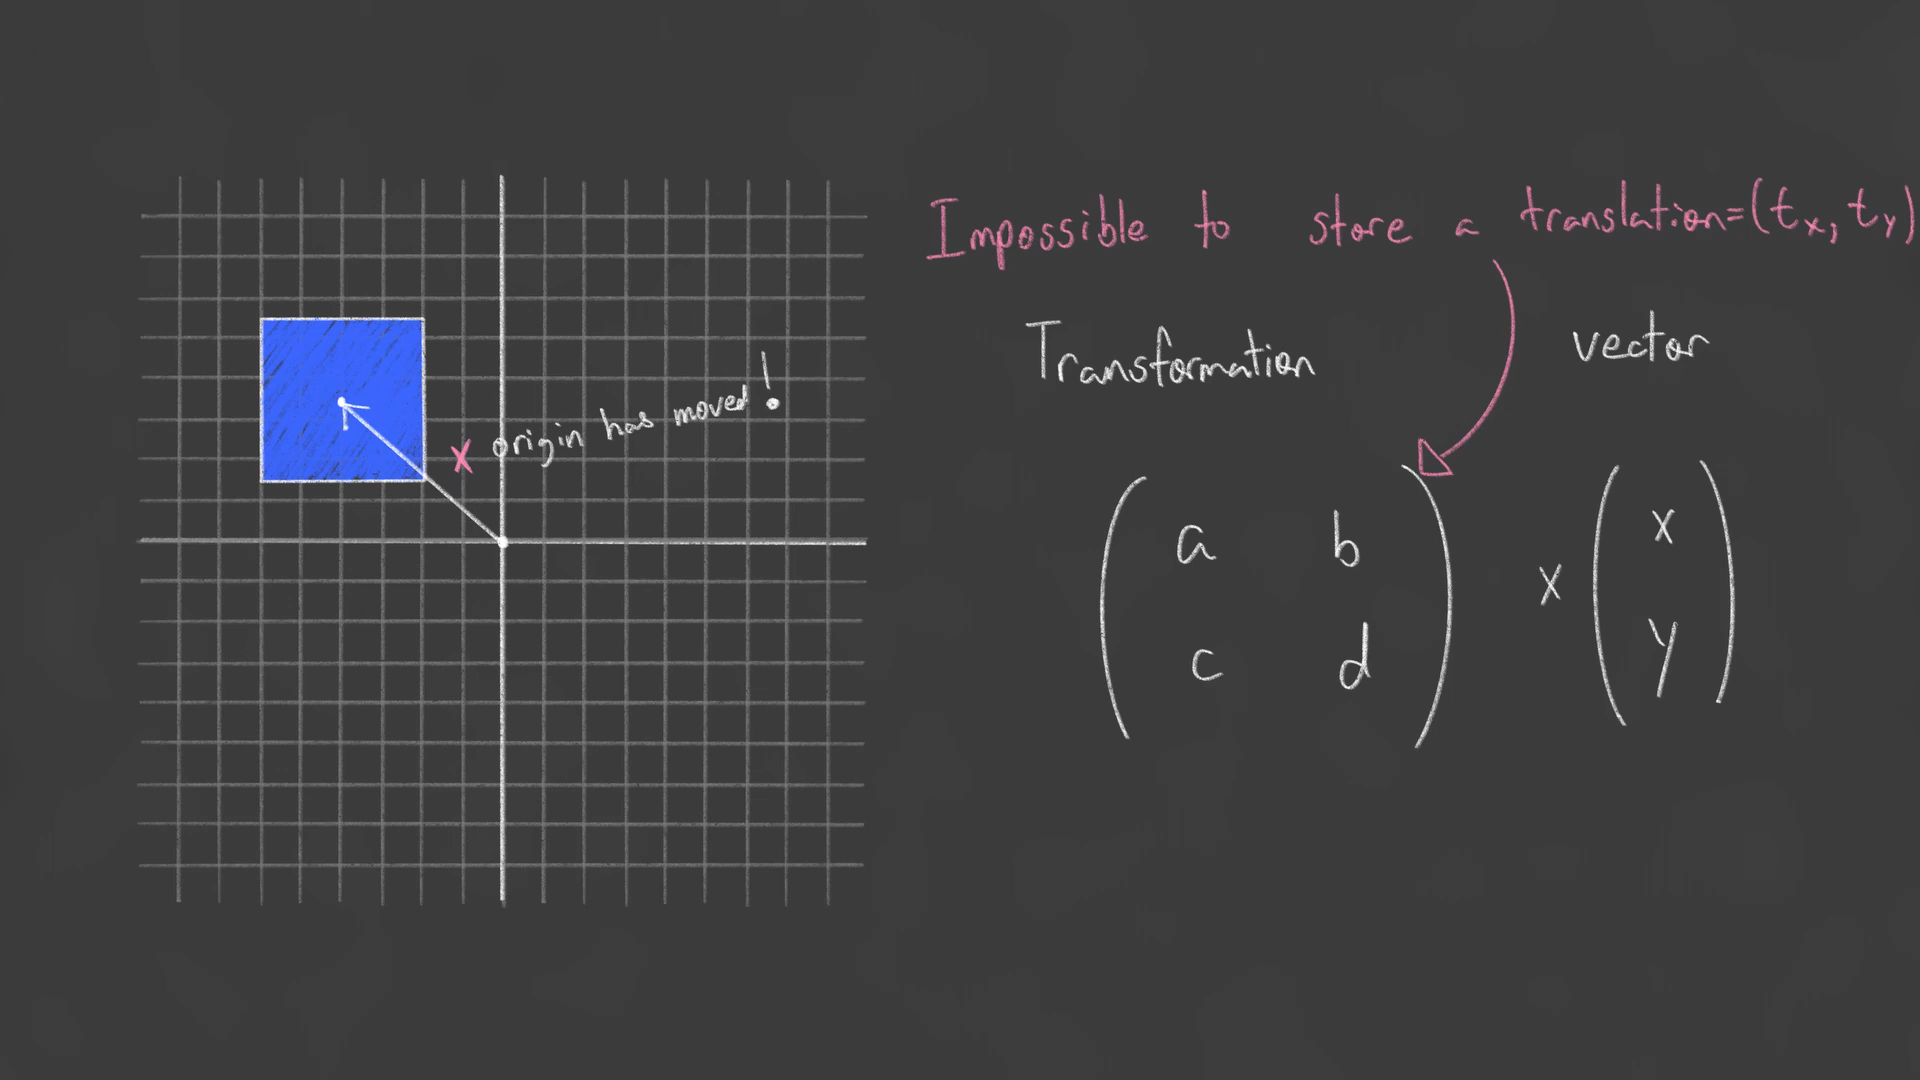 Impossible to store a translation=(tx, ty)
Transformation
vector
x origin has moved!
a b
c d
x
x
y